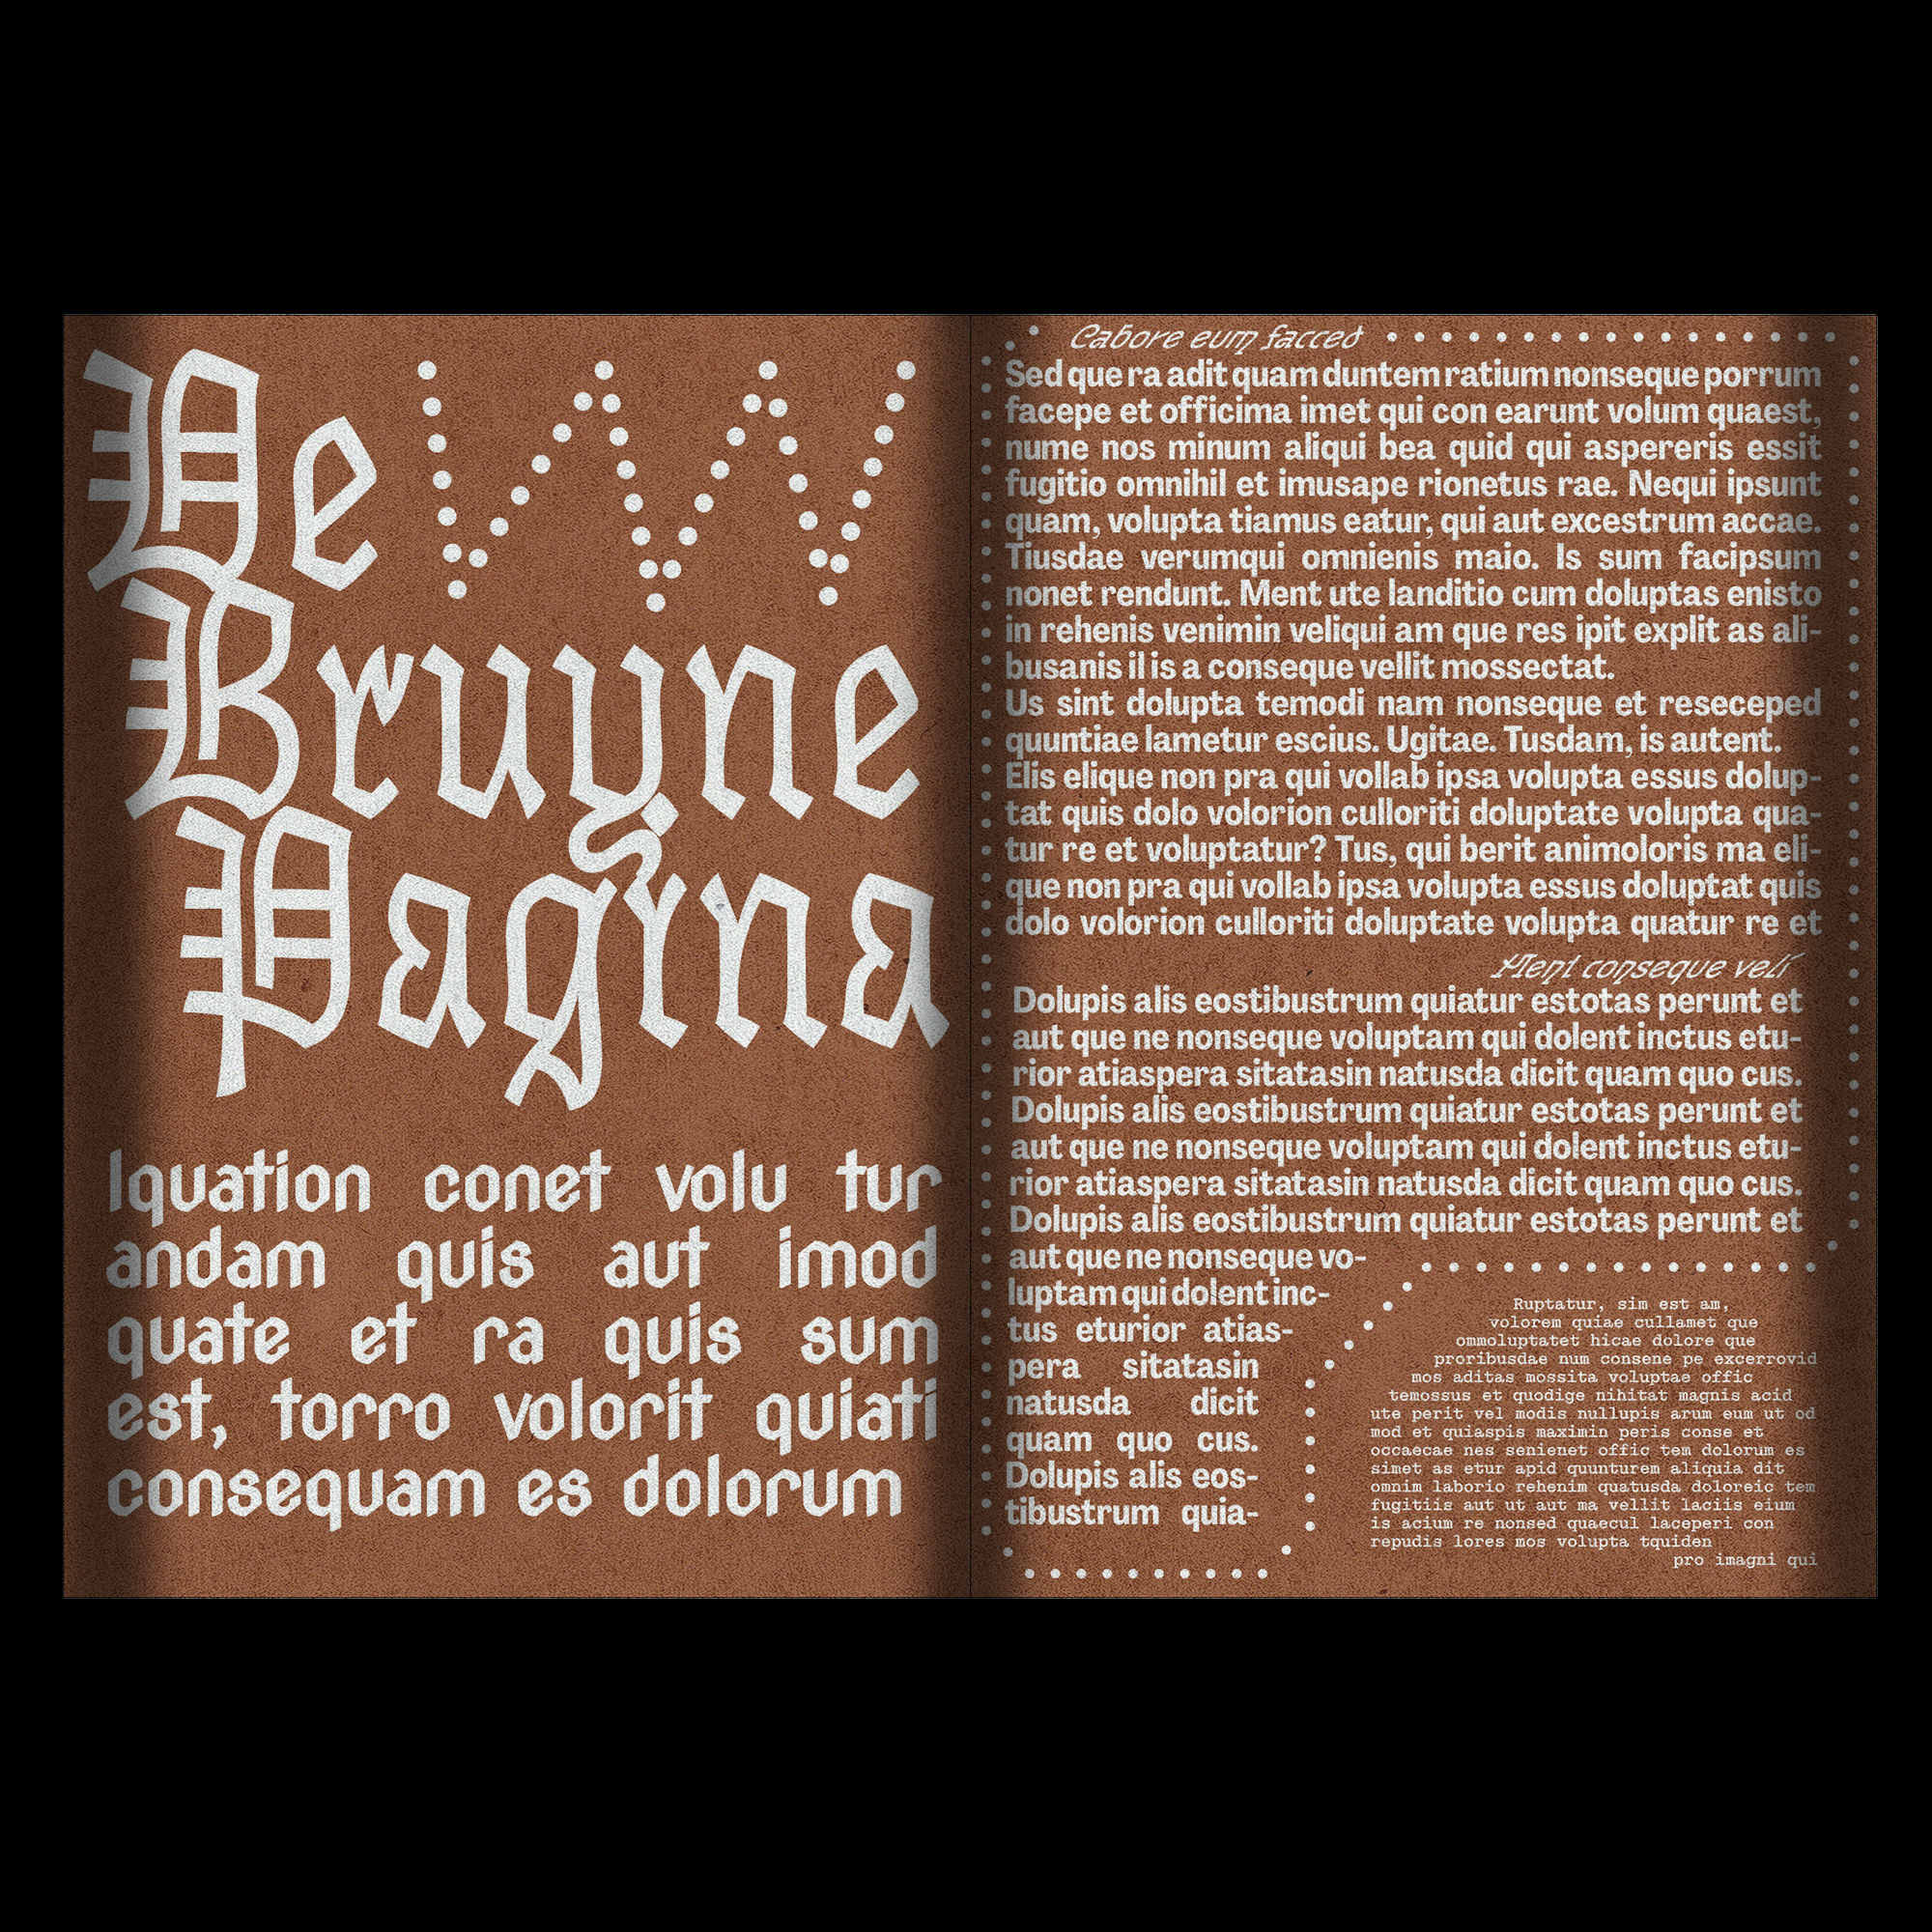 De
Bruyne
Pagina
Iquation conet volu tur
andam quis aut imod
quate et ra quis sum
est, torro volorit quiati
consequam es dolorum
Cabore eum facced
Sed que ra adit quam duntem ratium nonseque porrum
facepe et officima imet qui con earunt volum quaest,
nume nos minum aliqui bea quid qui aspereris essit
fugitio omnihil et imusape rionetus rae. Nequi ipsunt
quam, volupta tiamus eatur, qui aut excestrum accae.
Tiusdae verumqui omnienis maio. Is sum facipsum
nonet rendunt. Ment ute landitio cum doluptas enisto
in rehenis venimin veliqui am que res ipit explit as ali-
busanis il is a conseque vellit mossectat.
Us sint dolupta temodi nam nonseque et reseceped
quuntiae lametur escius. Ugitae. Tusdam, is autent.
Elis elique non pra qui vollab ipsa volupta essus dolup-
tat quis dolo volorion culloriti doluptate volupta qua-
tur re et voluptatur? Tus, qui berit animoloris ma eli-
que non pra qui vollab ipsa volupta essus doluptat quis
dolo volorion culloriti doluptate volupta quatur re et
Hent conseque veli
Dolupis alis eostibustrum quiatur estotas perunt et
aut que ne nonseque voluptam qui dolent inctus etu-
rior atiaspera sitatasin natusda dicit quam quo cus.
Dolupis alis eostibustrum quiatur estotas perunt et
aut que ne nonseque voluptam qui dolent inctus etu-
rior atiaspera sitatasin natusda dicit quam quo cus.
Dolupis alis eostibustrum quiatur estotas perunt et
aut que ne nonseque vo-
luptam qui dolent inc-
tus eturior atias-
pera sitatasin
natusda dicit
quam quo cus.
Dolupis alis eos-
tibustrum quia-
Ruptatur, sim est am,
volorem quiae cullamet que
ommoluptatet hicae dolore que
proribusdae num consene pe excerrovid
mos aditas mossita voluptae offic
temossus et quodige nihitat magnis acid
ute perit vel modis nullupis arum eum ut od
mod et quiaspis maximin peris conse et
occaecae nes senienet offic tem dolorum es
simet as etur apid quunturem aliquia dit
omnim laborio rehenim quatusda doloreic tem
fugitiis aut ut aut ma vellit laciis eium
is acium re nonsed quaecul laceperi con
repudis lores mos volupta tquiden
pro imagni qui